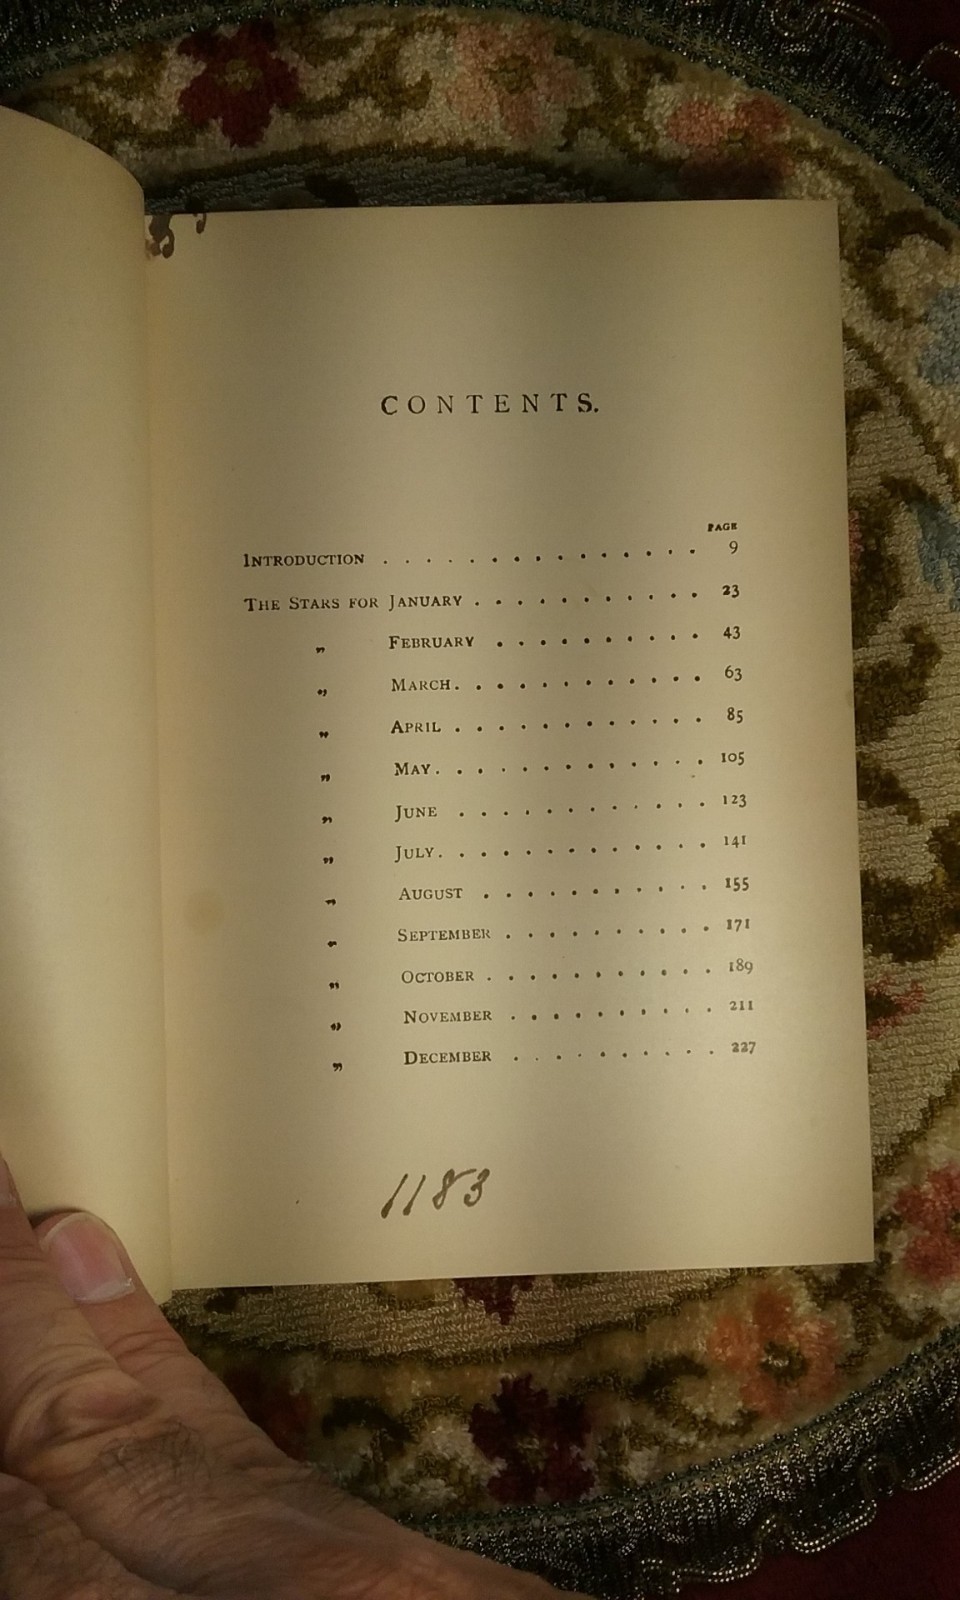 CONTENTS.
PAGE
INTRODUCTION . . . . . . . . . . . . . . . 9
THE STARS FOR JANUARY . . . . . . . . . . . 23
„ FEBRUARY . . . . . . . . . . 43
„ MARCH . . . . . . . . . . . . 63
„ APRIL . . . . . . . . . . . . 85
„ MAY . . . . . . . . . . . . . 105
„ JUNE . . . . . . . . . . . . 123
„ JULY . . . . . . . . . . . . . 141
„ AUGUST . . . . . . . . . . . 155
„ SEPTEMBER . . . . . . . . . . 171
„ OCTOBER . . . . . . . . . . . 189
„ NOVEMBER . . . . . . . . . . 211
„ DECEMBER . . . . . . . . . . 227
1183